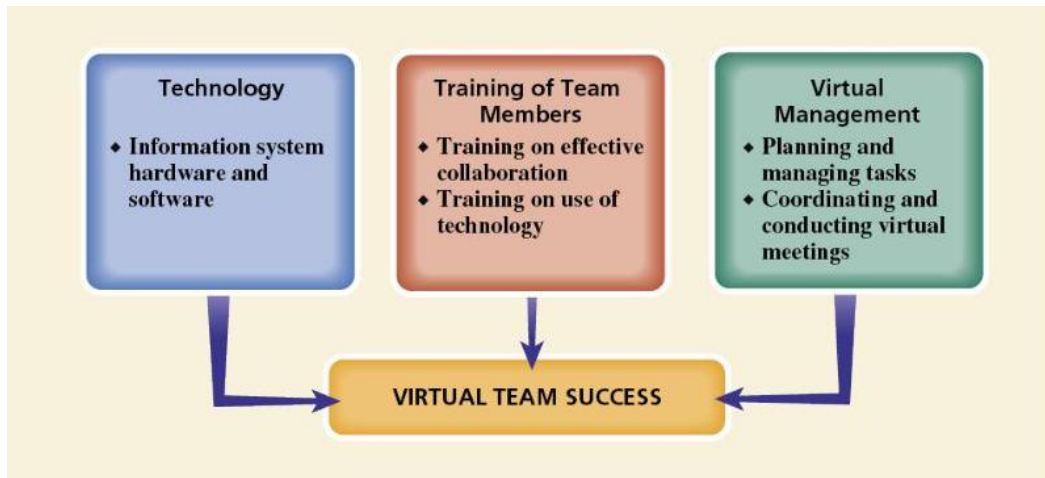 Technology
◆ Information system
hardware and
software
Training of Team
Members
◆ Training on effective
collaboration
◆ Training on use of
technology
Virtual
Management
◆ Planning and
managing tasks
◆ Coordinating and
conducting virtual
meetings
VIRTUAL TEAM SUCCESS